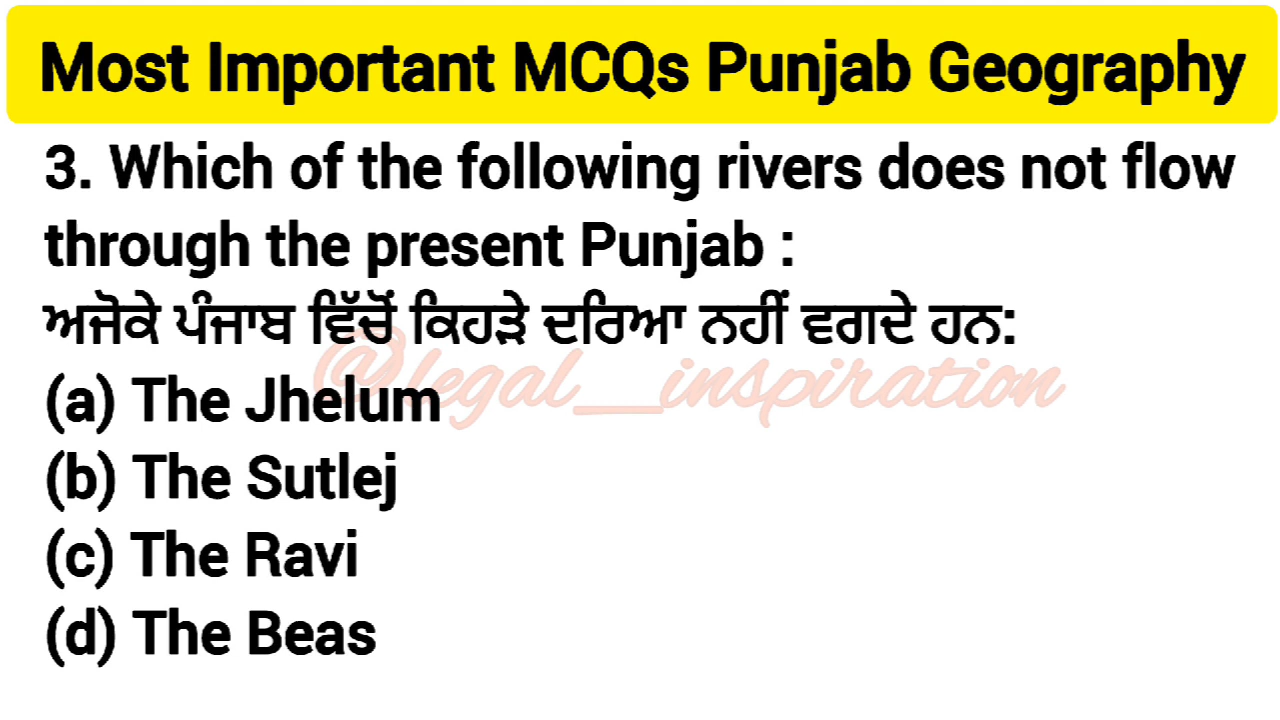 Most Important MCQs Punjab Geography
3. Which of the following rivers does not flow
through the present Punjab :
ਅਜੋਕੇ ਪੰਜਾਬ ਵਿੱਚੋਂ ਕਿਹੜੇ ਦਰਿਆ ਨਹੀਂ ਵਗਦੇ ਹਨ:
@legal__inspiration
(a) The Jhelum
(b) The Sutlej
(c) The Ravi
(d) The Beas